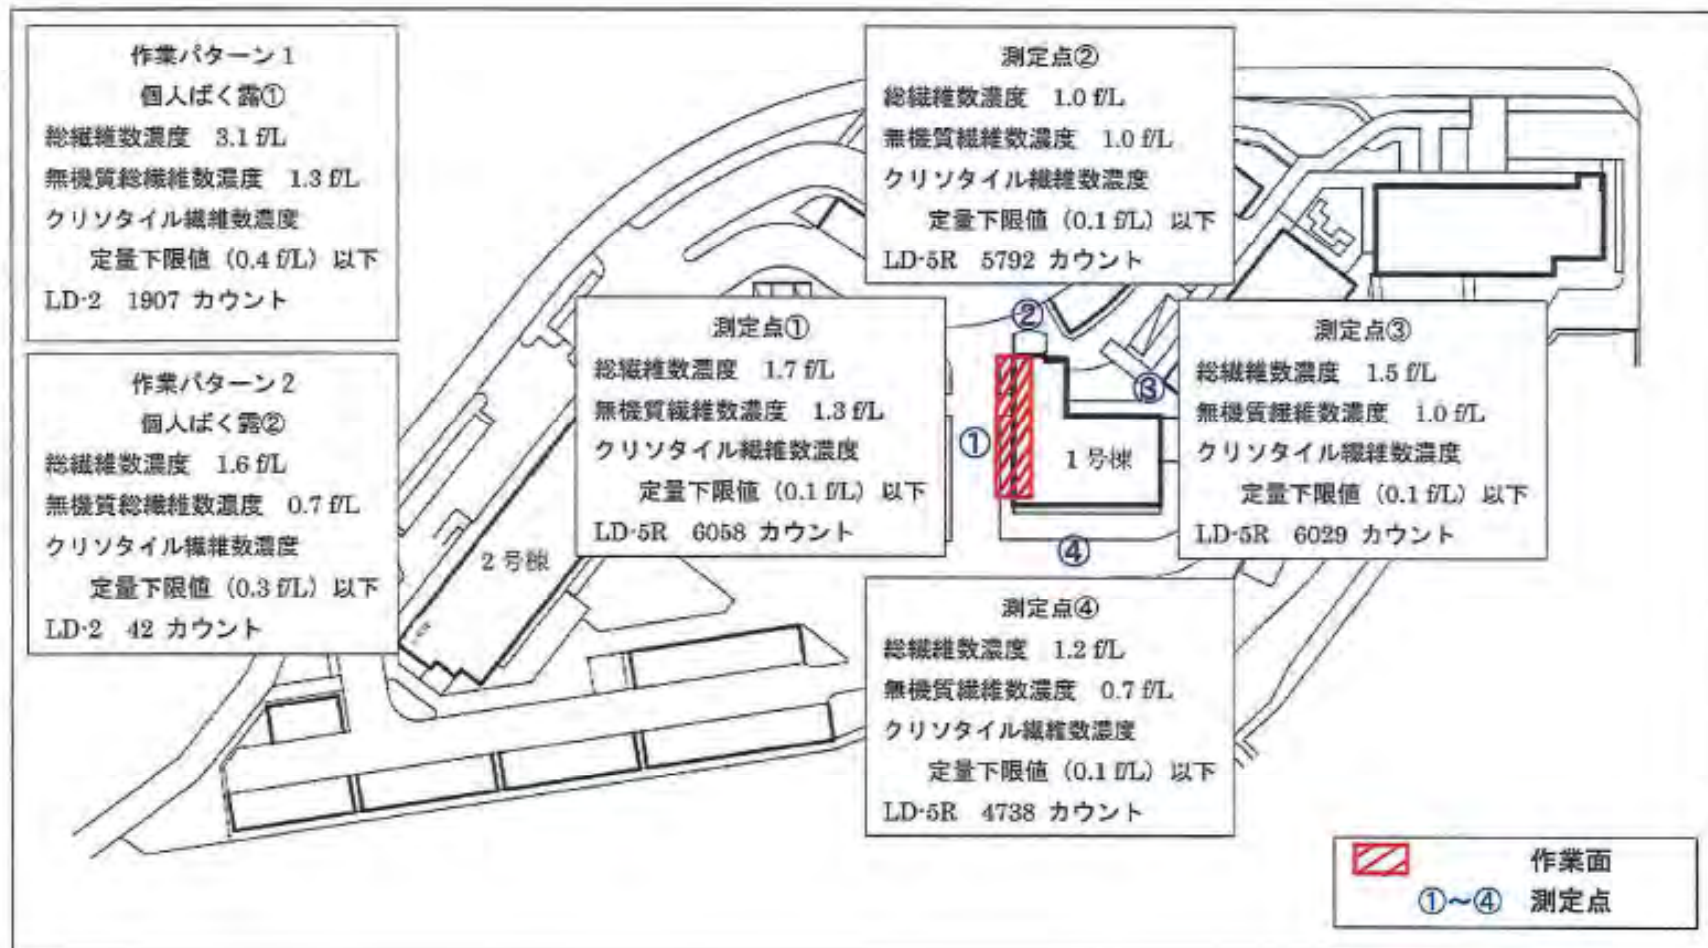 作業パターン1
個人ばく露①
総繊維数濃度 3.1 f/L
無機質総繊維数濃度 1.3 f/L
クリソタイル繊維数濃度
定量下限値（0.4 f/L）以下
LD-2 1907 カウント
作業パターン2
個人ばく露②
総繊維数濃度 1.6 f/L
無機質総繊維数濃度 0.7 f/L
クリソタイル繊維数濃度
定量下限値（0.3 f/L）以下
LD-2 42 カウント
測定点②
総繊維数濃度 1.0 f/L
無機質繊維数濃度 1.0 f/L
クリソタイル繊維数濃度
定量下限値（0.1 f/L）以下
LD-5R 5792 カウント
測定点①
総繊維数濃度 1.7 f/L
無機質繊維数濃度 1.3 f/L
クリソタイル繊維数濃度
定量下限値（0.1 f/L）以下
LD-5R 6058 カウント
測定点③
総繊維数濃度 1.5 f/L
無機質繊維数濃度 1.0 f/L
クリソタイル繊維数濃度
定量下限値（0.1 f/L）以下
LD-5R 6029 カウント
測定点④
総繊維数濃度 1.2 f/L
無機質繊維数濃度 0.7 f/L
クリソタイル繊維数濃度
定量下限値（0.1 f/L）以下
LD-5R 4738 カウント
②
③
①
1号棟
④
2号棟
作業面
①～④ 測定点